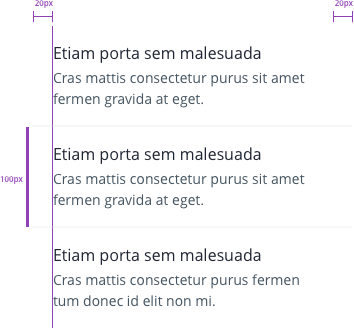 20px 20px
Etiam porta sem malesuada
Cras mattis consectetur purus sit amet
fermen gravida at eget.
100px
Etiam porta sem malesuada
Cras mattis consectetur purus sit amet
fermen gravida at eget.
Etiam porta sem malesuada
Cras mattis consectetur purus fermen
tum donec id elit non mi.